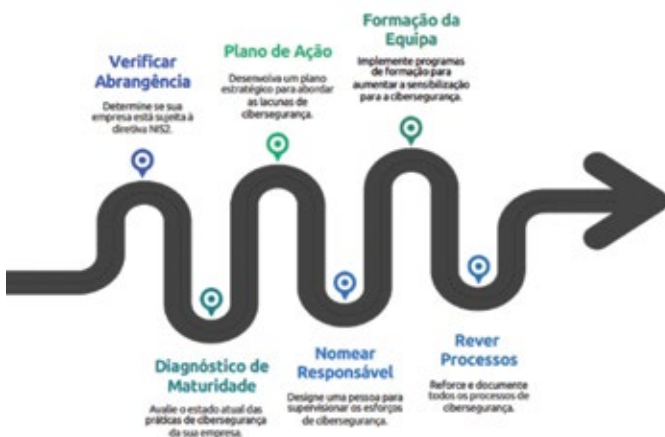 Verificar
Abrangência
Determine se sua
empresa está sujeita à
diretiva NIS2.
Diagnóstico de
Maturidade
Avalie o estado atual das
práticas de cibersegurança
da sua empresa.
Plano de Ação
Desenvolva um plano
estratégico para abordar
as lacunas de
cibersegurança.
Nomear
Responsável
Designe uma pessoa para
supervisionar os esforços
de cibersegurança.
Formação da
Equipa
Implemente programas
de formação para
aumentar a sensibilização
para a cibersegurança.
Rever
Processos
Reforce e documente
todos os processos de
cibersegurança.